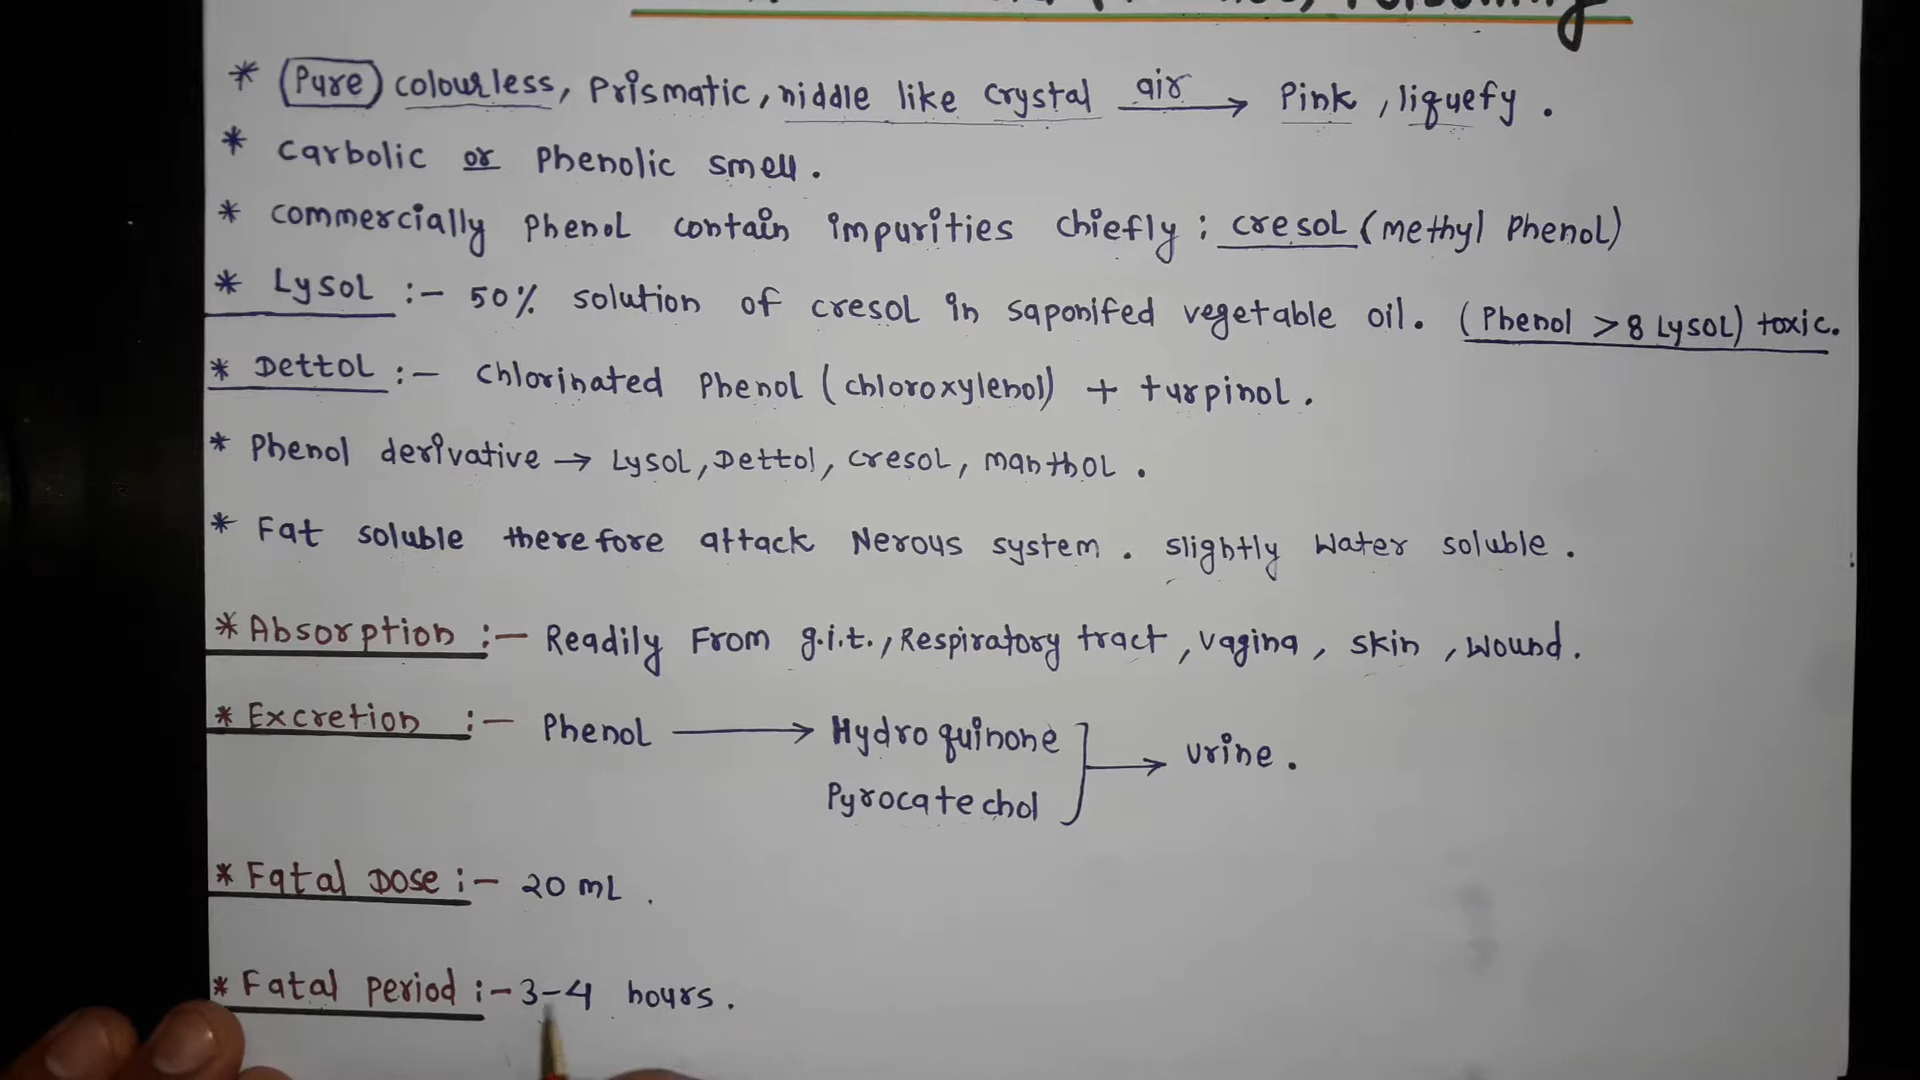 Poisoning
* (Pure) colourless, Prismatic, niddle like crystal air → Pink, liquefy.
* Carbolic or Phenolic smell.
* Commercially Phenol contain impurities chiefly : cresol (methyl Phenol)
* Lysol :- 50% solution of cresol in saponifed vegetable oil. (Phenol > 8 Lysol) toxic.
* Dettol :- Chlorinated Phenol (chloroxylenol) + turpinol.
* Phenol derivative → Lysol, Dettol, cresol, manthol.
* Fat soluble therefore attack Nerous system. slightly water soluble.
* Absorption :- Readily From g.i.t., Respiratory tract, vagina, skin, wound.
* Excretion :- Phenol → Hydroquinone ] → urine.
Pyrocatechol
* Fatal Dose :- 20 mL.
* Fatal period :- 3-4 hours.